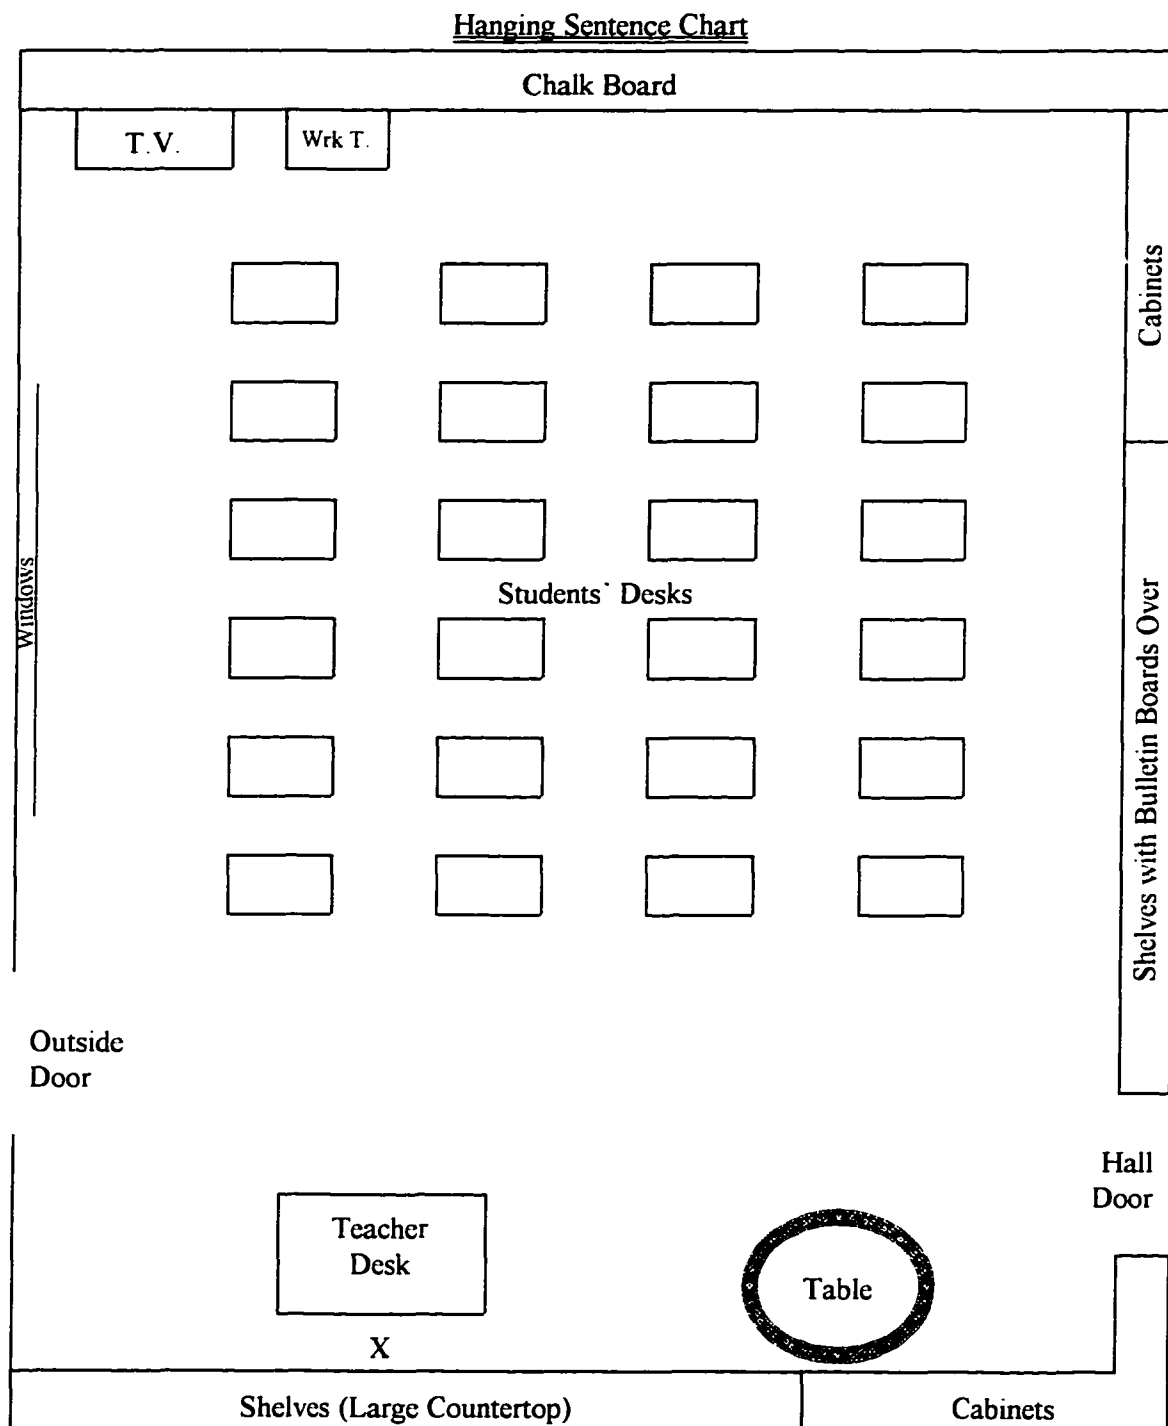 Hanging Sentence Chart
Chalk Board
T.V.
Wrk T.
Cabinets
Windows
Students' Desks
Shelves with Bulletin Boards Over
Outside
Door
Hall
Door
Teacher
Desk
Table
X
Shelves (Large Countertop)
Cabinets